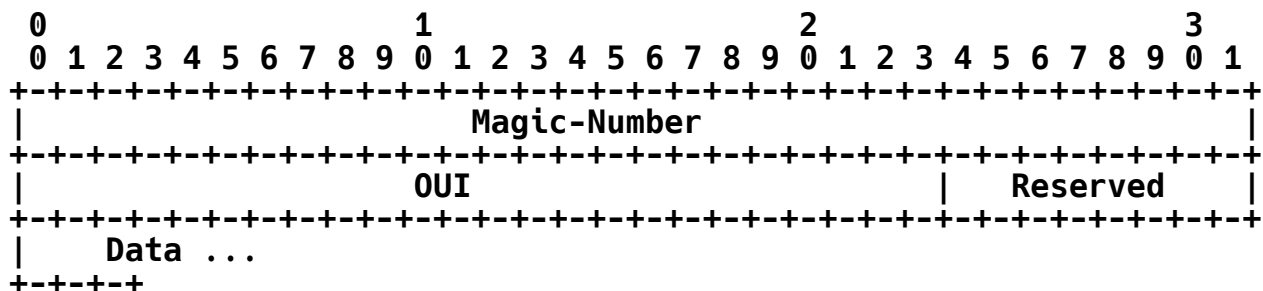 0                   1                   2                   3
 0 1 2 3 4 5 6 7 8 9 0 1 2 3 4 5 6 7 8 9 0 1 2 3 4 5 6 7 8 9 0 1
+-+-+-+-+-+-+-+-+-+-+-+-+-+-+-+-+-+-+-+-+-+-+-+-+-+-+-+-+-+-+-+-+
|                       Magic-Number                            |
+-+-+-+-+-+-+-+-+-+-+-+-+-+-+-+-+-+-+-+-+-+-+-+-+-+-+-+-+-+-+-+-+
|                    OUI                        |   Reserved    |
+-+-+-+-+-+-+-+-+-+-+-+-+-+-+-+-+-+-+-+-+-+-+-+-+-+-+-+-+-+-+-+-+
|    Data ...
+-+-+-+